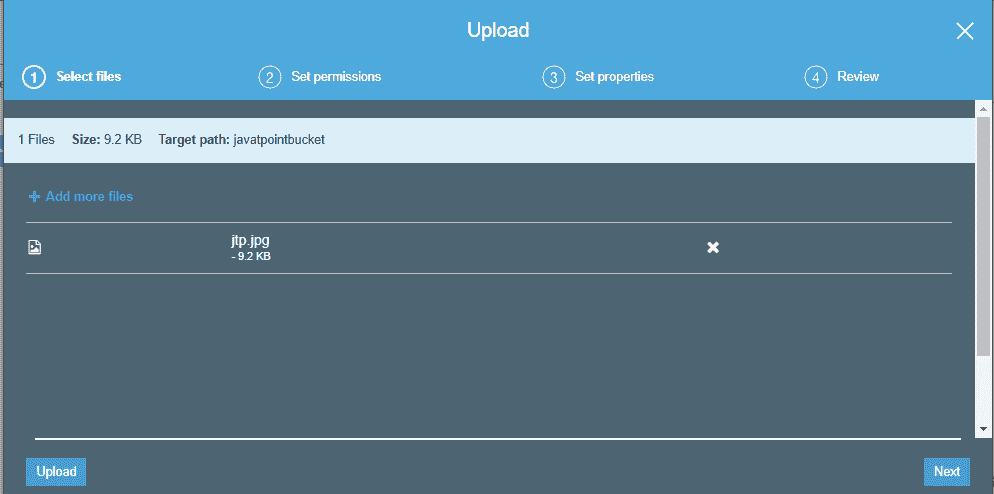 Upload
1 Select files 2 Set permissions 3 Set properties 4 Review
1 Files Size: 9.2 KB Target path: javatpointbucket
Add more files
jtp.jpg
- 9.2 KB
Upload Next